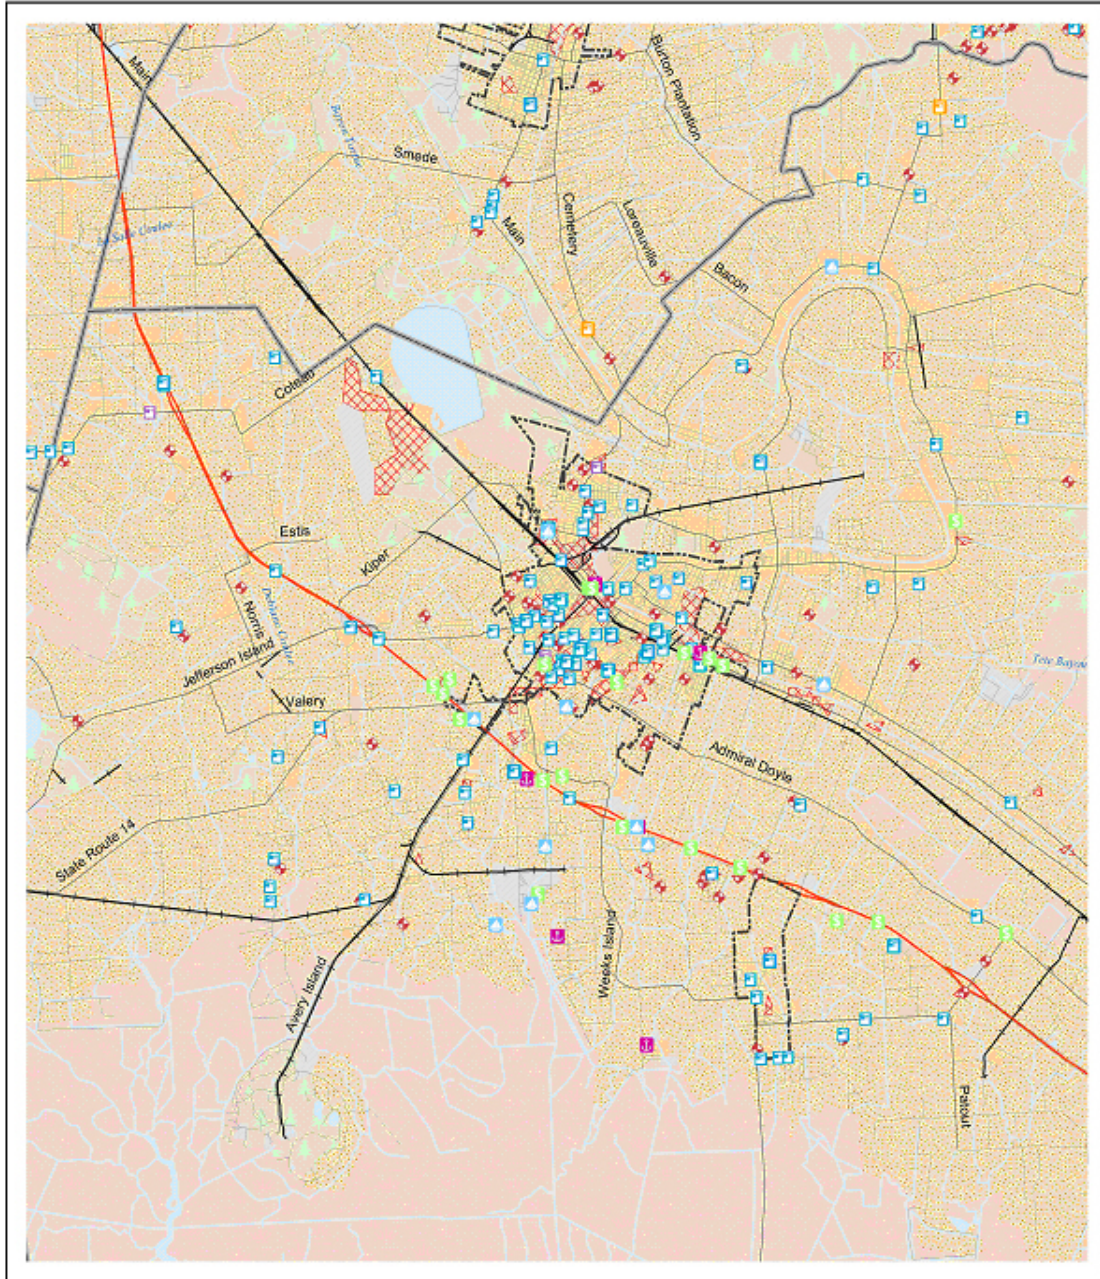 Main
Burton Plantation
Smede
Cemetery
Loreauville
Main
Bacon
Coteau
Estis
Kiper
Norris
Jefferson Island
Valery
Admiral Doyle
State Route 14
Weeks Island
Avery Island
Patout